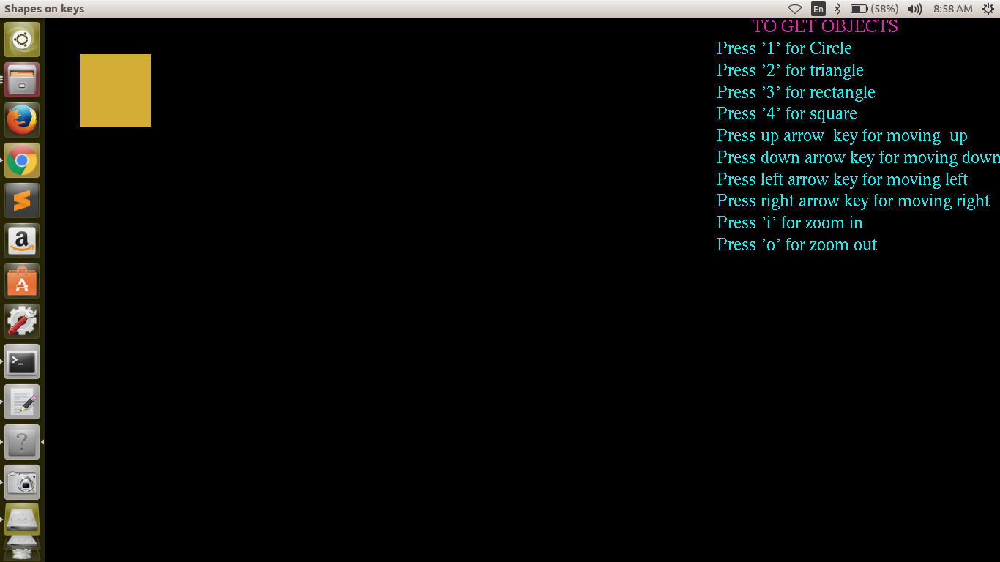 Shapes on keys
En (58%) 8:58 AM
TO GET OBJECTS
Press ’1’ for Circle
Press ’2’ for triangle
Press ’3’ for rectangle
Press ’4’ for square
Press up arrow  key for moving  up
Press down arrow key for moving down
Press left arrow key for moving left
Press right arrow key for moving right
Press ’i’ for zoom in
Press ’o’ for zoom out
a
A
>_
?